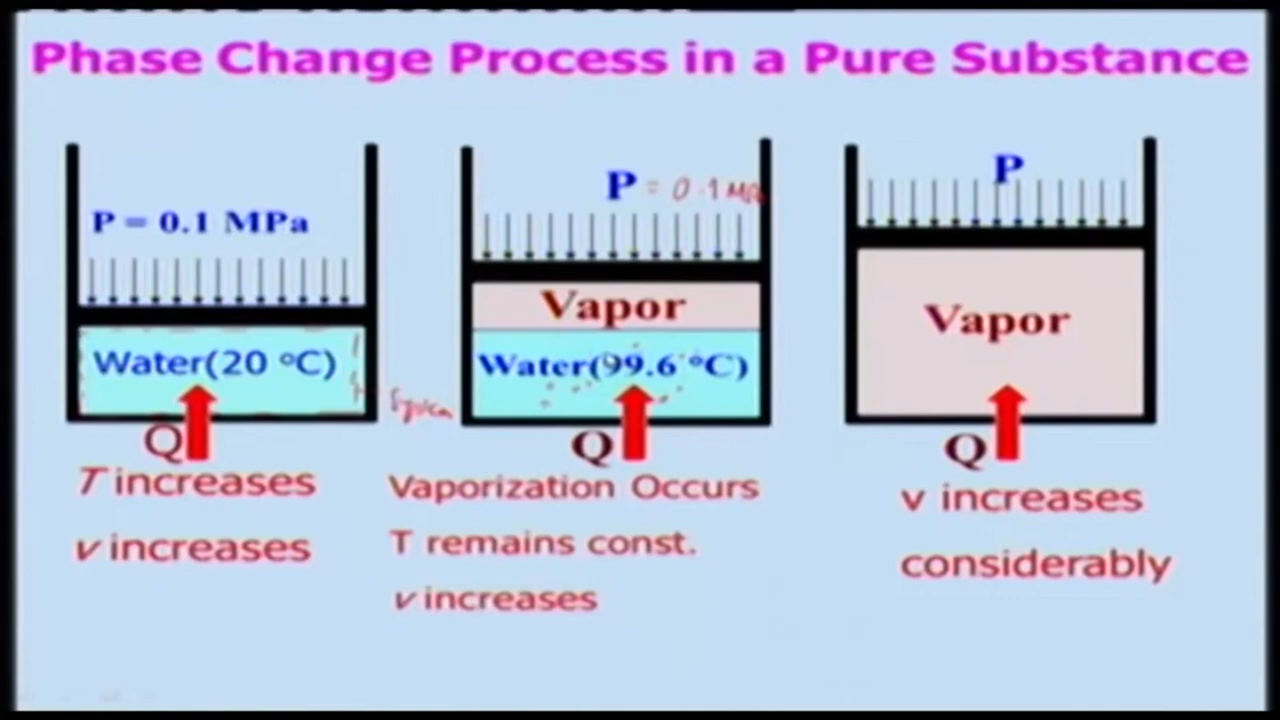 Phase Change Process in a Pure Substance
P = 0.1 MPa
Water(20 °C)
Q
T increases
v increases
P = 0.1 MPa
Vapor
Water(99.6 °C)
Q
Vaporization Occurs
T remains const.
v increases
P
Vapor
Q
v increases
considerably